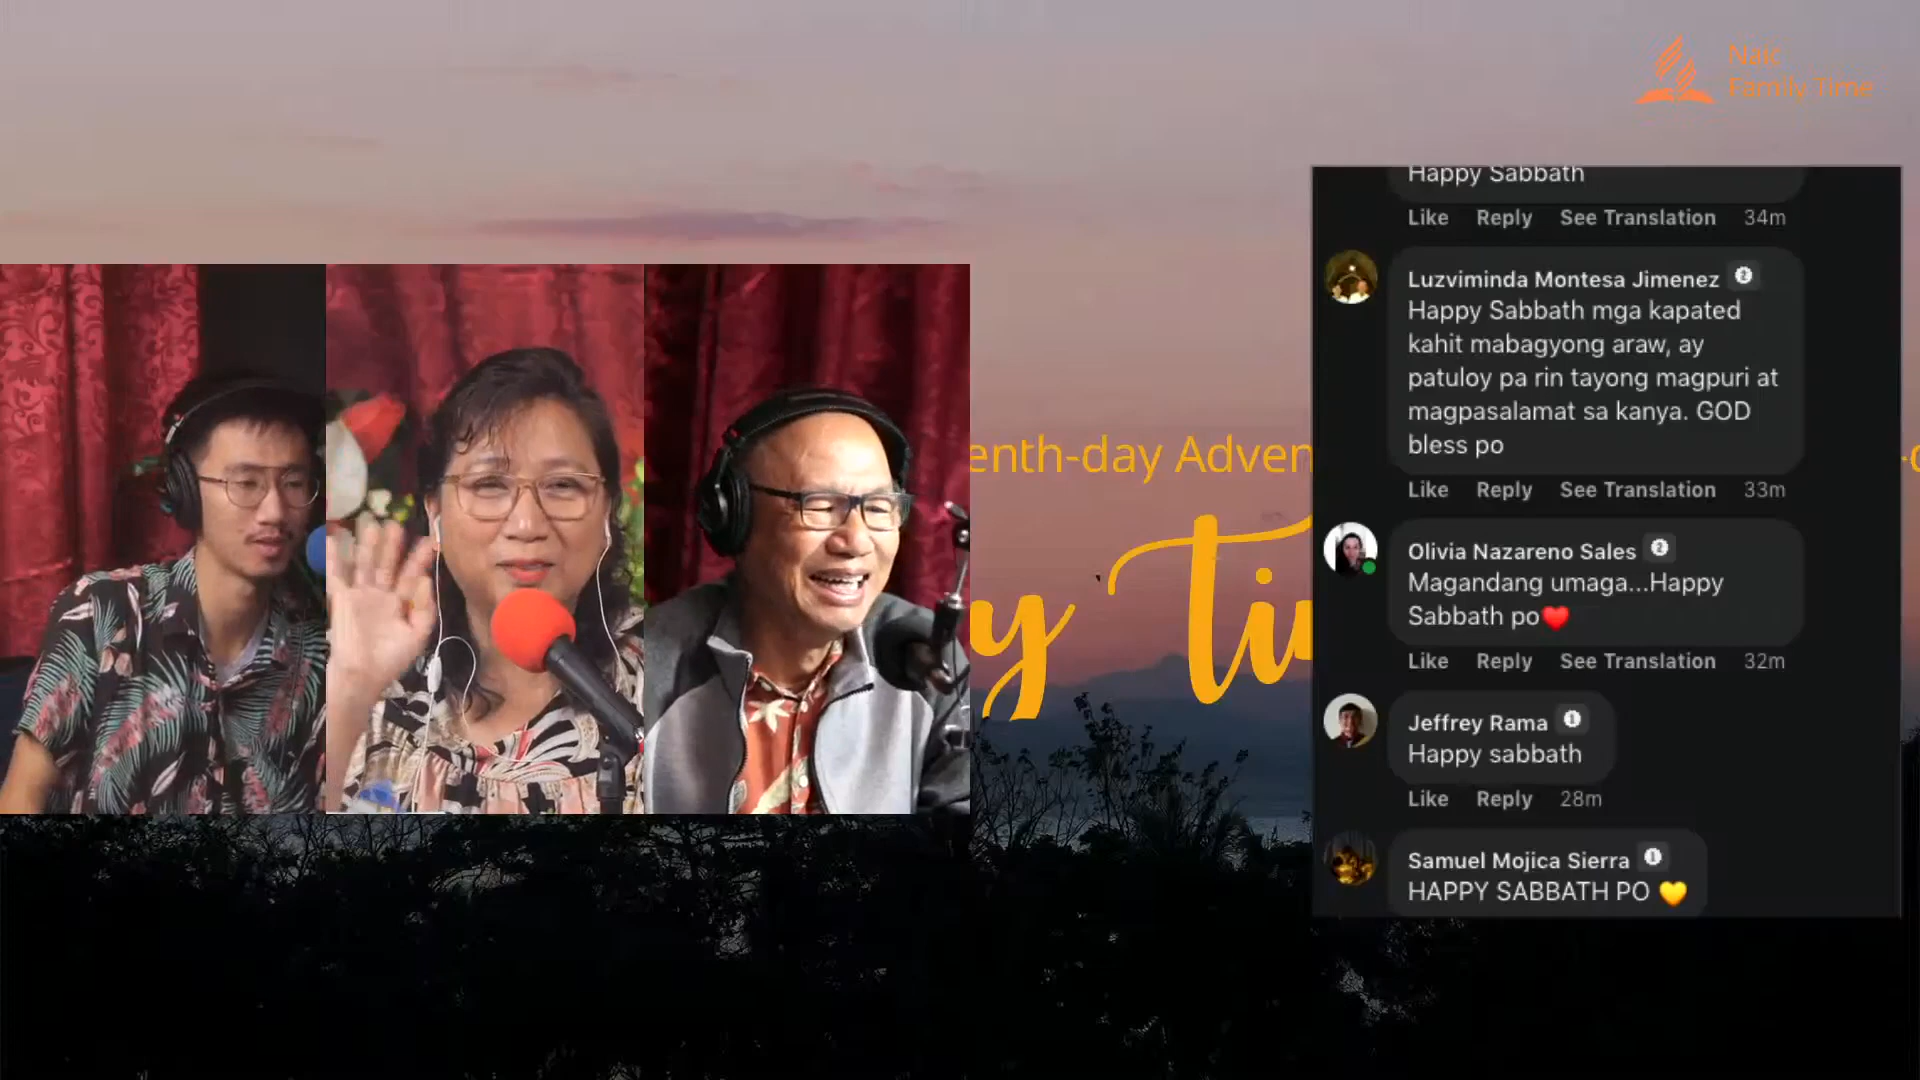 Naic
Family Time
enth-day Adven
y Ti
Happy Sabbath
Like Reply See Translation 34m
Luzviminda Montesa Jimenez
Happy Sabbath mga kapated
kahit mabagyong araw, ay
patuloy pa rin tayong magpuri at
magpasalamat sa kanya. GOD
bless po
Like Reply See Translation 33m
Olivia Nazareno Sales
Magandang umaga...Happy
Sabbath po❤️
Like Reply See Translation 32m
Jeffrey Rama
Happy sabbath
Like Reply 28m
Samuel Mojica Sierra
HAPPY SABBATH PO 💛